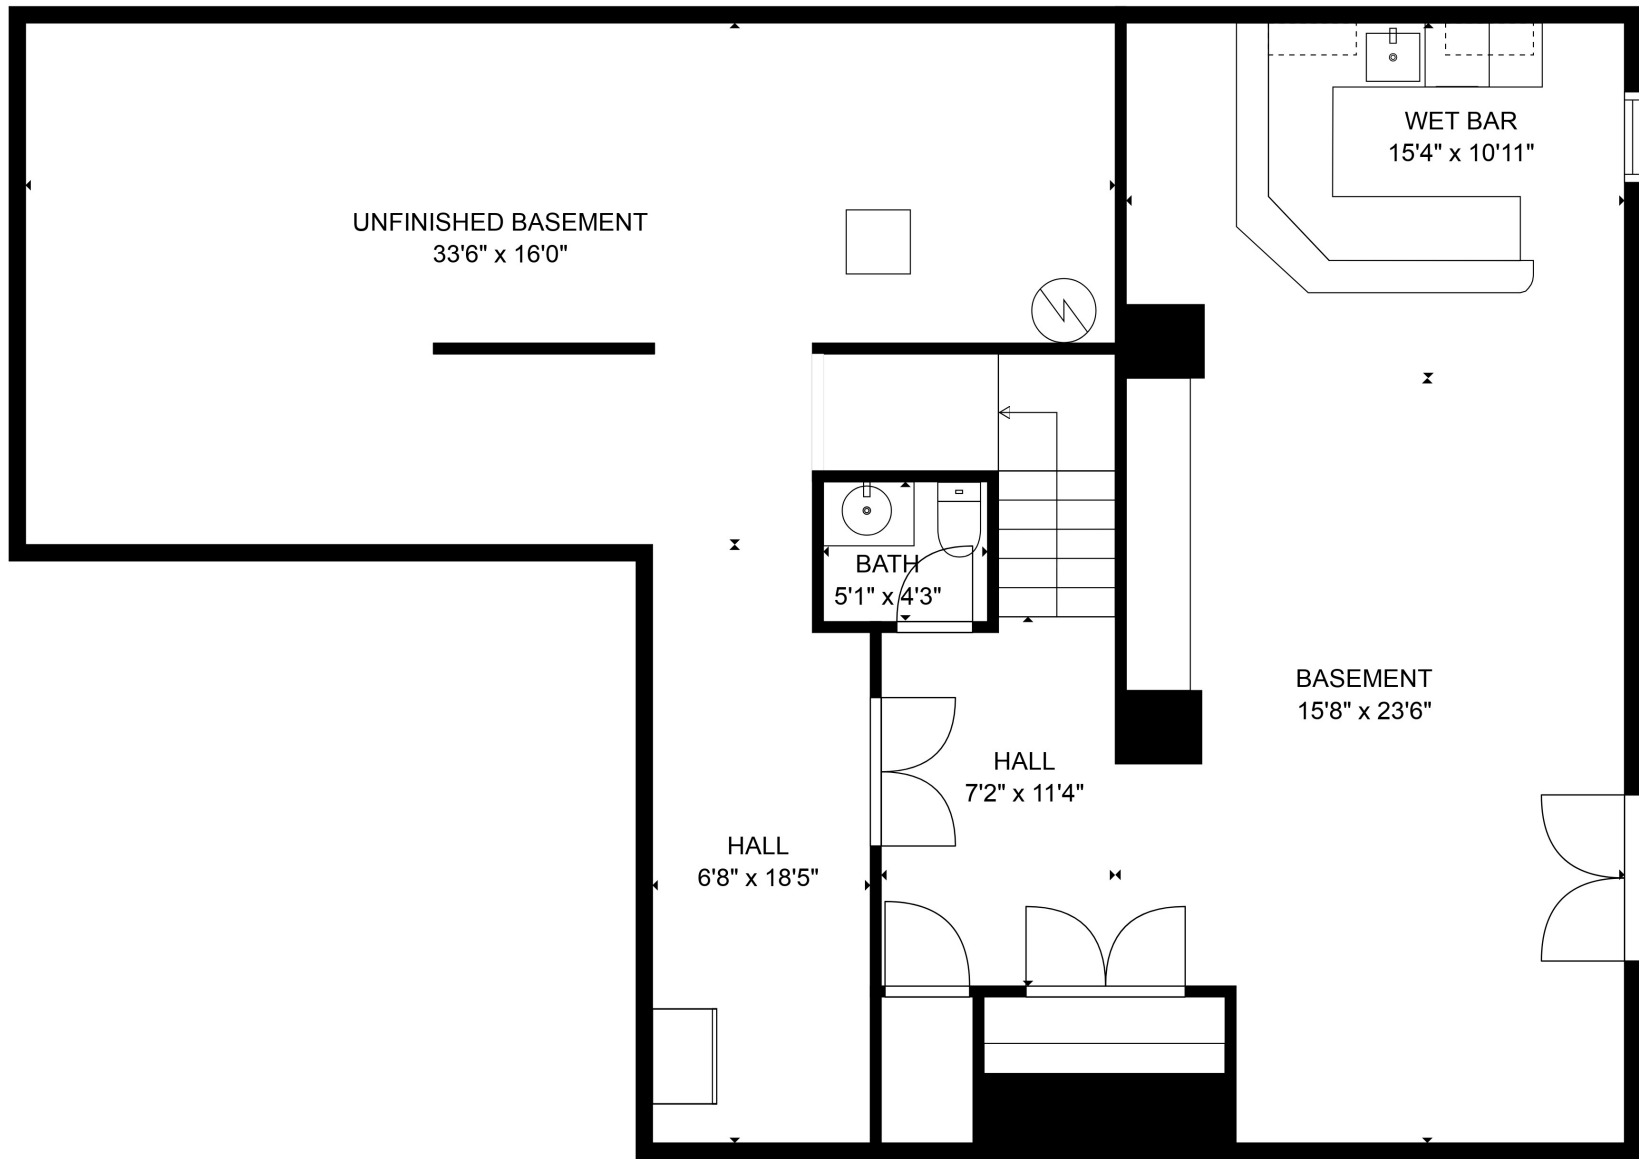 WET BAR
15'4" x 10'11"
UNFINISHED BASEMENT
33'6" x 16'0"
BATH
5'1" x 4'3"
BASEMENT
15'8" x 23'6"
HALL
7'2" x 11'4"
HALL
6'8" x 18'5"